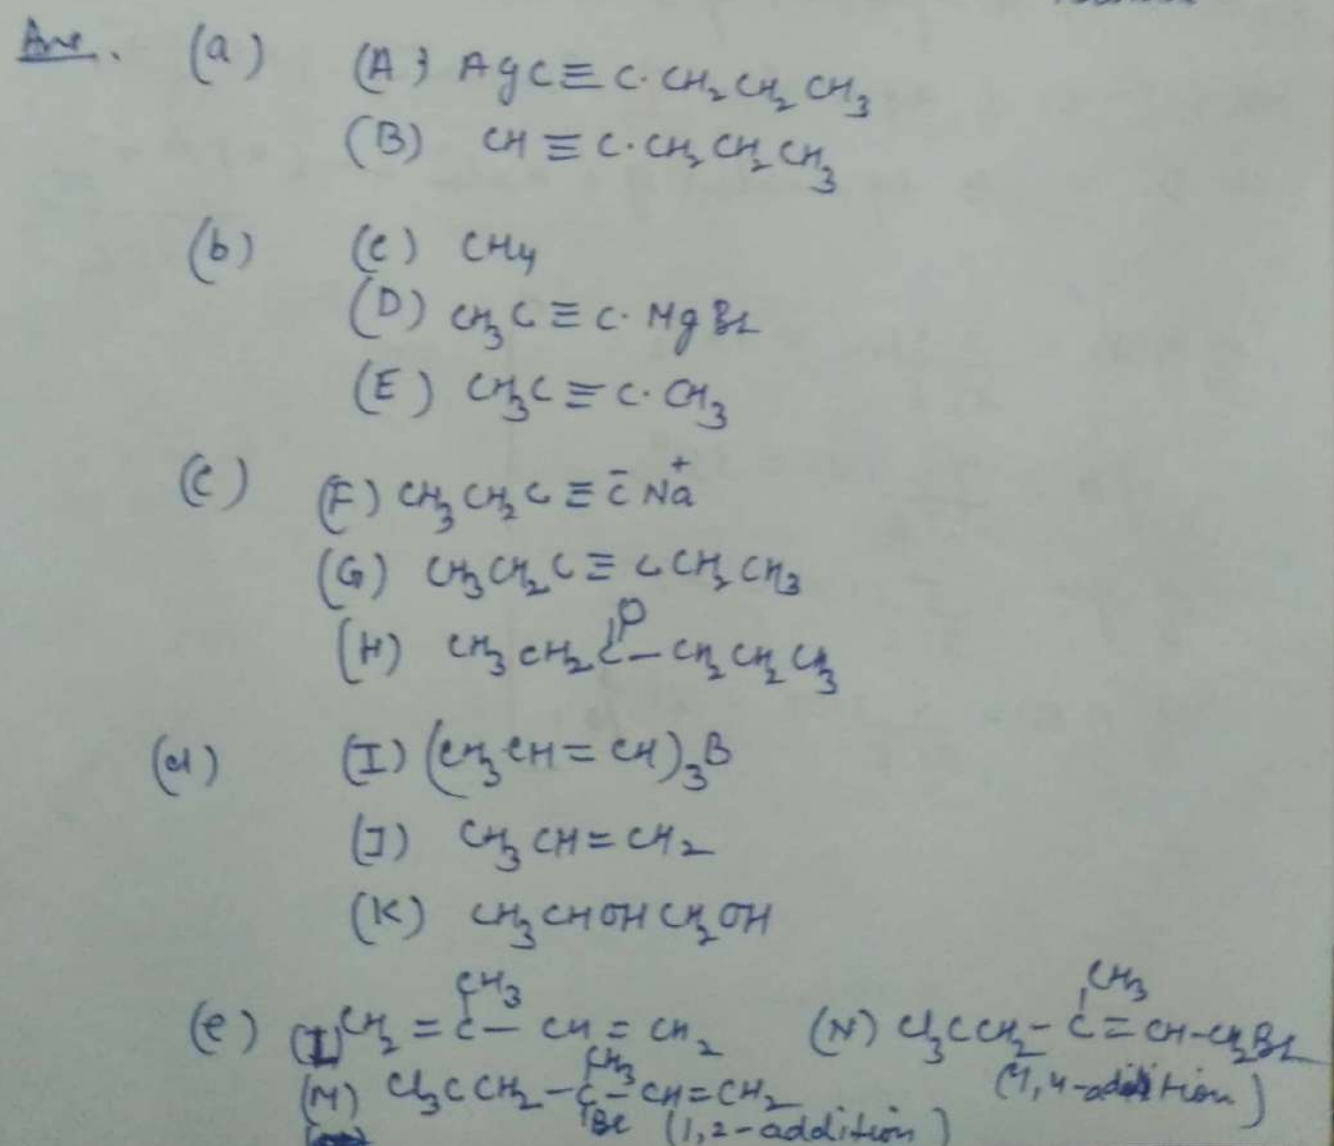 Ans. (a) (A) AgC≡C·CH₂CH₂CH₃
(B) CH≡C·CH₂CH₂CH₃
(b) (C) CH₄
(D) CH₃C≡C·MgBr
(E) CH₃C≡C·CH₃
(c) (F) CH₃CH₂C≡C̄ Na⁺
(G) CH₃CH₂C≡CCH₂CH₃
O
(H) CH₃CH₂C–CH₂CH₂CH₃
(d) (I) (CH₃CH=CH)₃B
(J) CH₃CH=CH₂
(K) CH₃CHOHCH₂OH
CH₃ CH₃
(e) (L) CH₂=C–CH=CH₂ (N) Cl₃CCH₂–C=CH–CH₂Br
CH₃ (1,4-addition)
(M) Cl₃CCH₂–C–CH=CH₂
Br (1,2-addition)